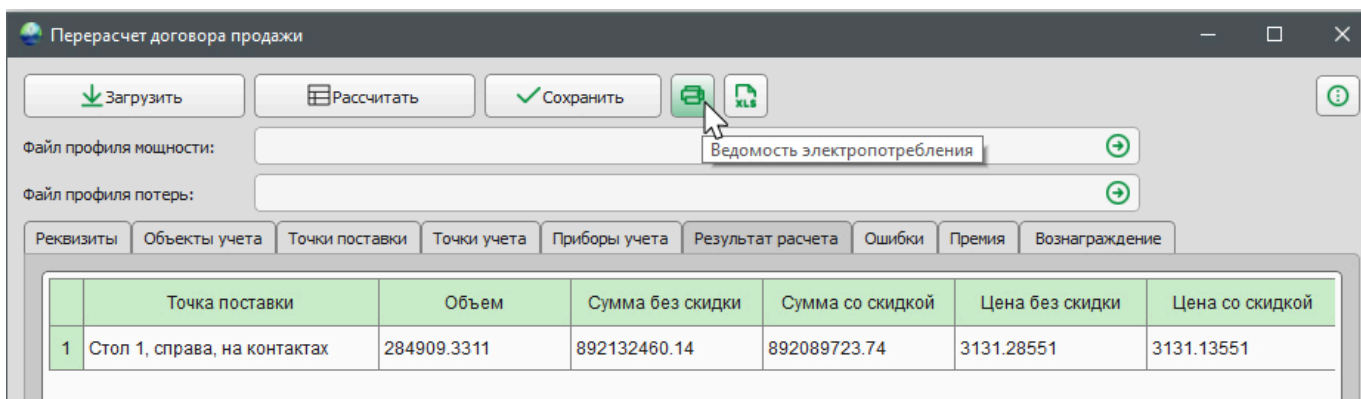 Перерасчет договора продажи
Загрузить Рассчитать Сохранить XLS
Файл профиля мощности:
Ведомость электропотребления
Файл профиля потерь:
Реквизиты Объекты учета Точки поставки Точки учета Приборы учета Результат расчета Ошибки Премия Вознаграждение
Точка поставки Объем Сумма без скидки Сумма со скидкой Цена без скидки Цена со скидкой
1 Стол 1, справа, на контактах 284909.3311 892132460.14 892089723.74 3131.28551 3131.13551